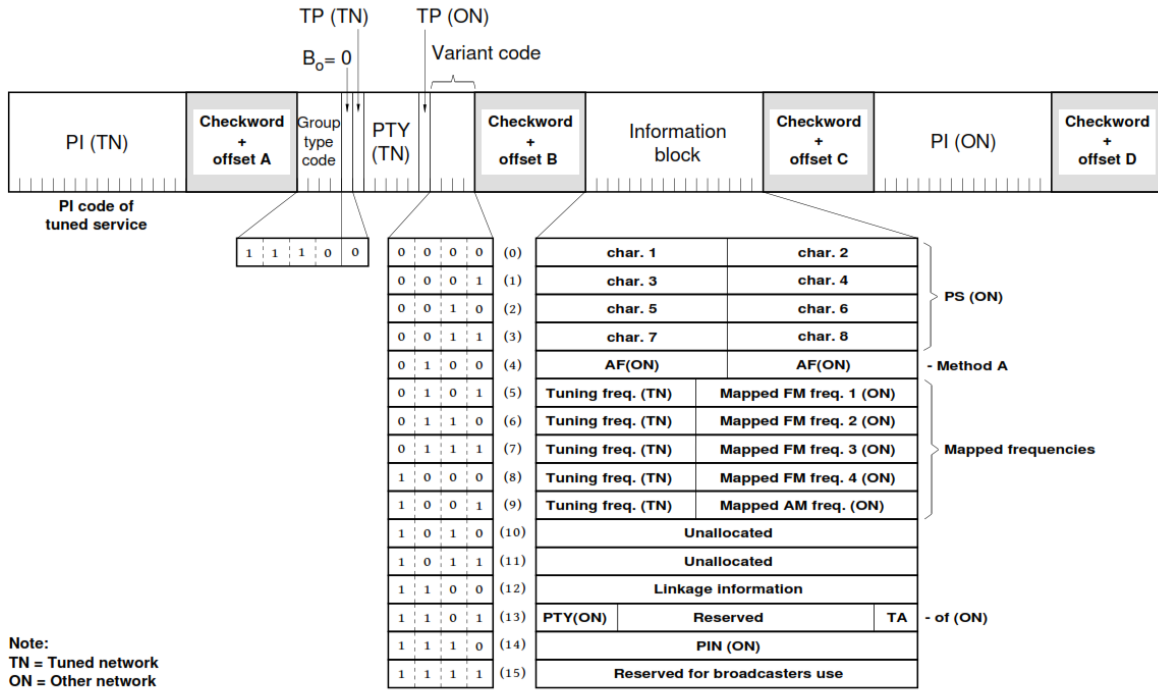 TP (TN) TP (ON)
Bo= 0 Variant code
PI (TN) Checkword + offset A Group type code PTY (TN) Checkword + offset B Information block Checkword + offset C PI (ON) Checkword + offset D
PI code of
tuned service
1 1 1 0 0
0 0 0 0 (0) char. 1 char. 2
0 0 0 1 (1) char. 3 char. 4
PS (ON)
0 0 1 0 (2) char. 5 char. 6
0 0 1 1 (3) char. 7 char. 8
0 1 0 0 (4) AF(ON) AF(ON) - Method A
0 1 0 1 (5) Tuning freq. (TN) Mapped FM freq. 1 (ON)
0 1 1 0 (6) Tuning freq. (TN) Mapped FM freq. 2 (ON)
0 1 1 1 (7) Tuning freq. (TN) Mapped FM freq. 3 (ON) Mapped frequencies
1 0 0 0 (8) Tuning freq. (TN) Mapped FM freq. 4 (ON)
1 0 0 1 (9) Tuning freq. (TN) Mapped AM freq. (ON)
1 0 1 0 (10) Unallocated
1 0 1 1 (11) Unallocated
1 1 0 0 (12) Linkage information
1 1 0 1 (13) PTY(ON) Reserved TA - of (ON)
1 1 1 0 (14) PIN (ON)
1 1 1 1 (15) Reserved for broadcasters use
Note:
TN = Tuned network
ON = Other network